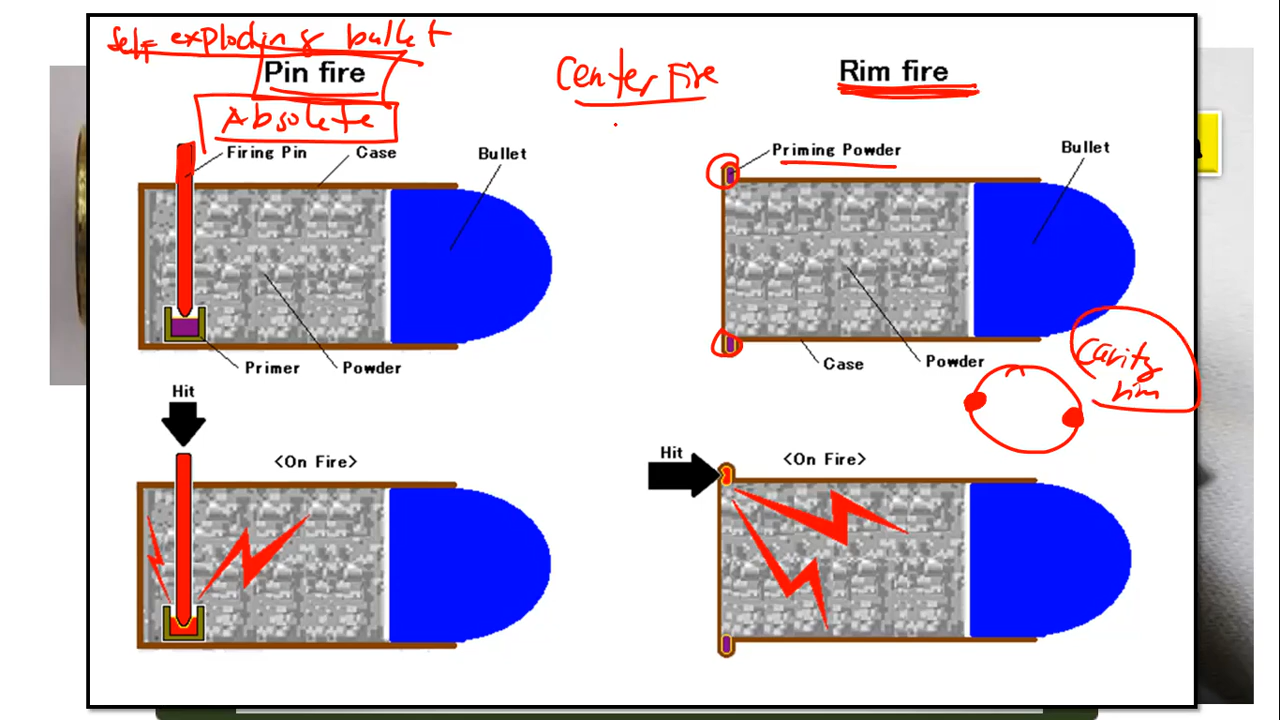 Self exploding bullet
Pin fire
Center Fire
Rim fire
Absolete
Firing Pin
Case
Bullet
Priming Powder
Bullet
Primer
Powder
Case
Powder
Cavity
rim
Hit
<On Fire>
Hit
<On Fire>